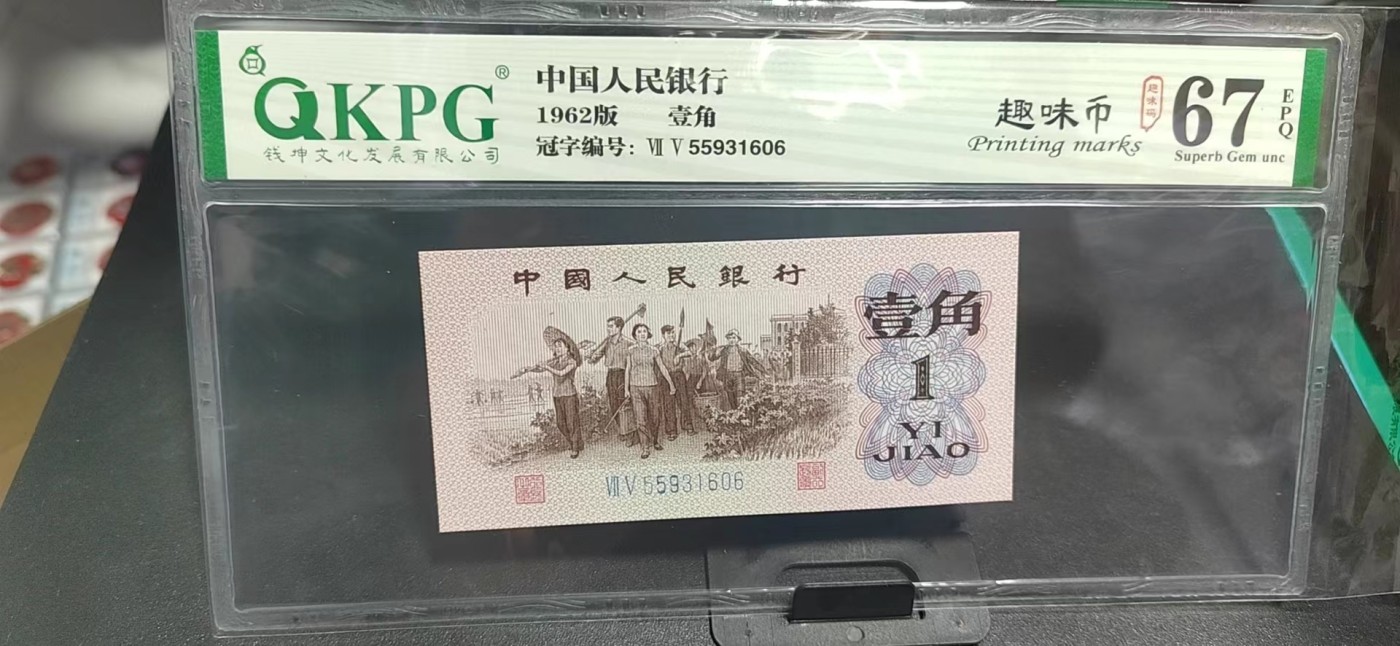 QKPG®
钱坤文化发展有限公司
中国人民银行
1962版 壹角
冠字编号: Ⅶ Ⅴ 55931606
趣味币
Printing marks
67
EPQ
Superb Gem unc
中國人民銀行
壹角
1
YI
JIAO
Ⅶ Ⅴ 55931606